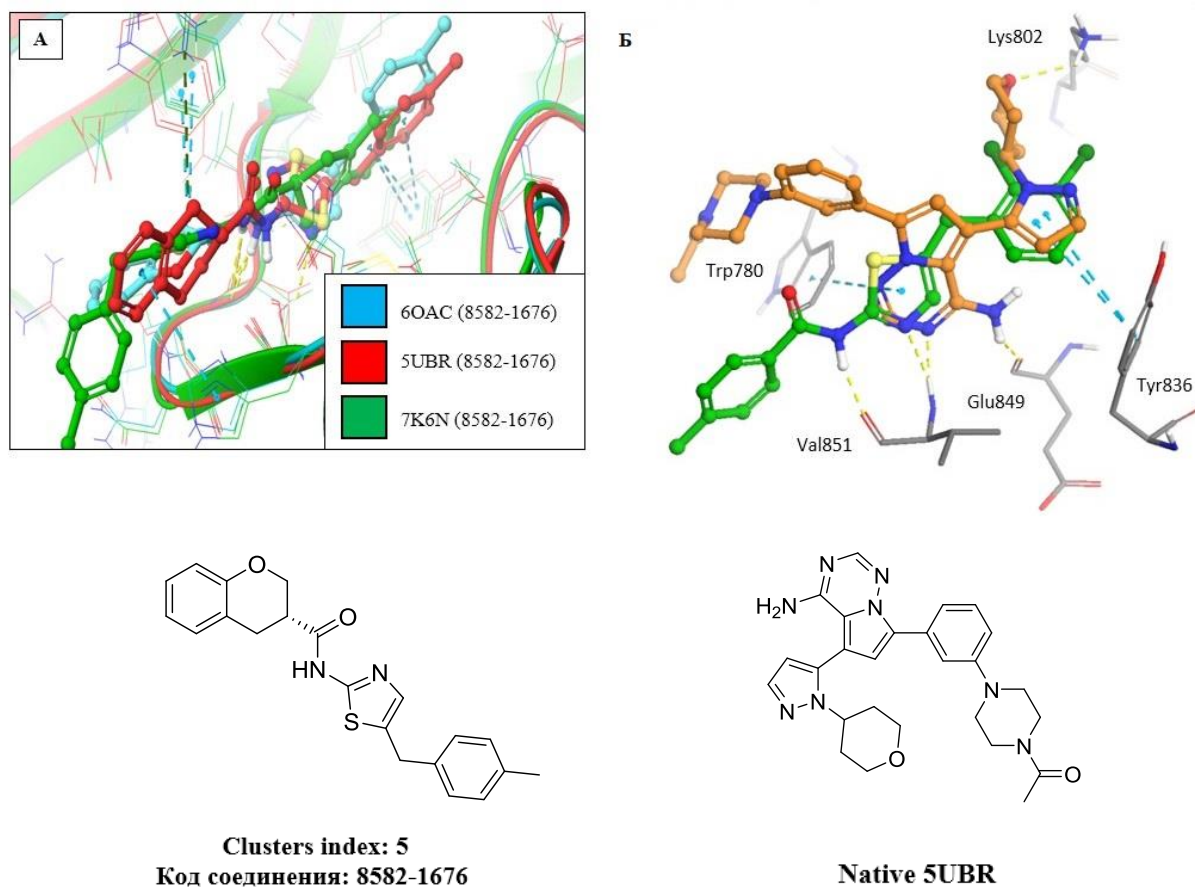 А
6OAC (8582-1676)
5UBR (8582-1676)
7K6N (8582-1676)
Б
Lys802
Trp780
Val851
Glu849
Tyr836
O
O
HN
N
S
N
N
N
H₂N
N
N
N
N
O
N
O
Clusters index: 5
Код соединения: 8582-1676
Native 5UBR